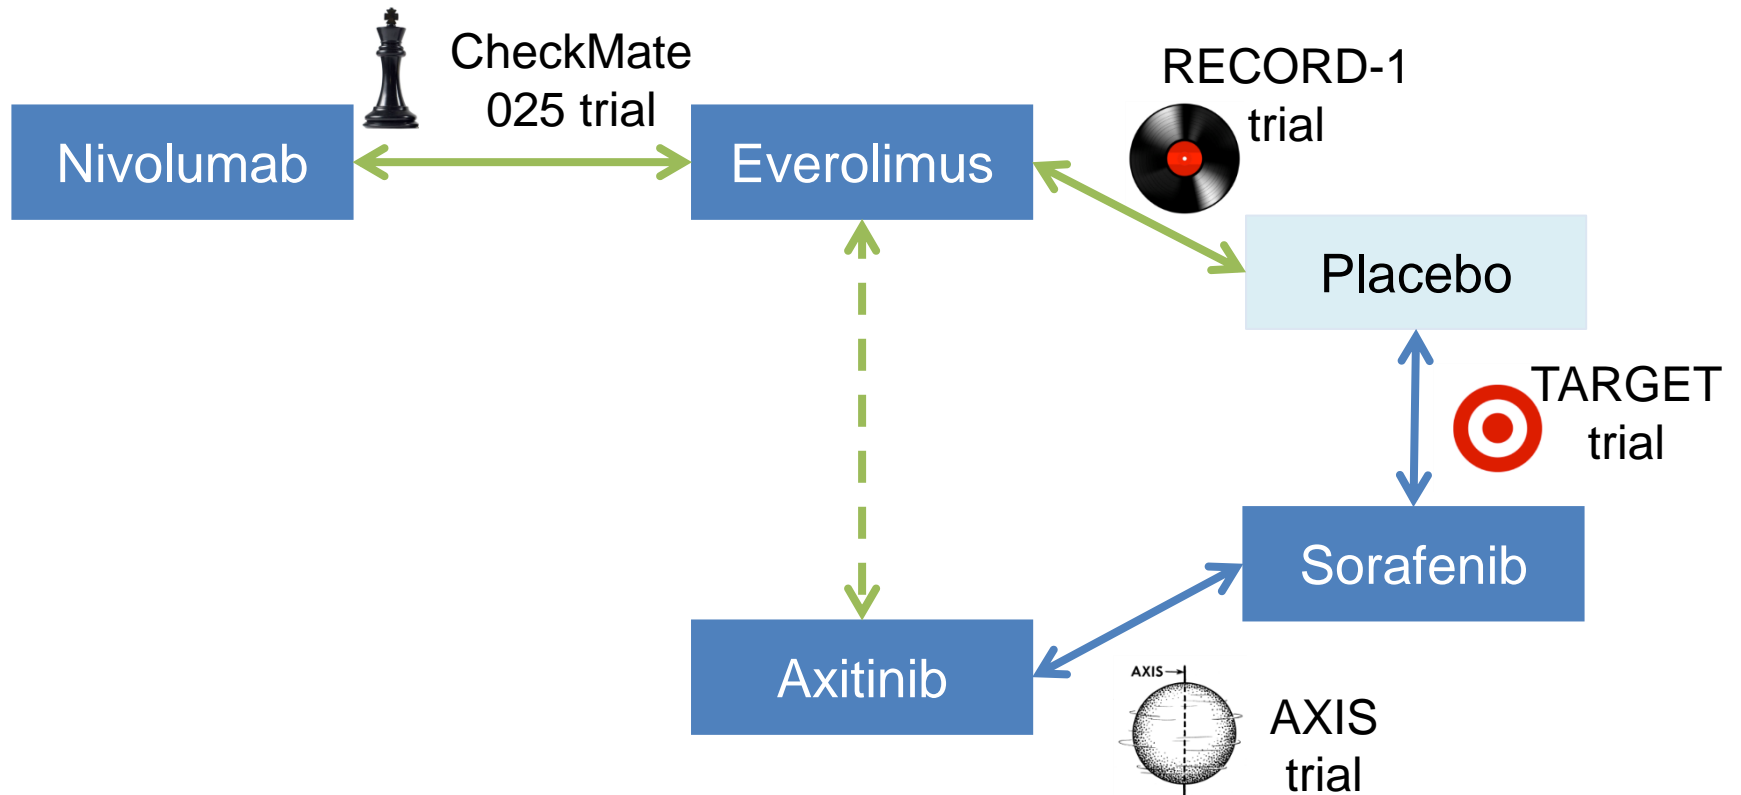 CheckMate
025 trial
RECORD-1
trial
Nivolumab
Everolimus
Placebo
TARGET
trial
Sorafenib
Axitinib
AXIS
AXIS
trial